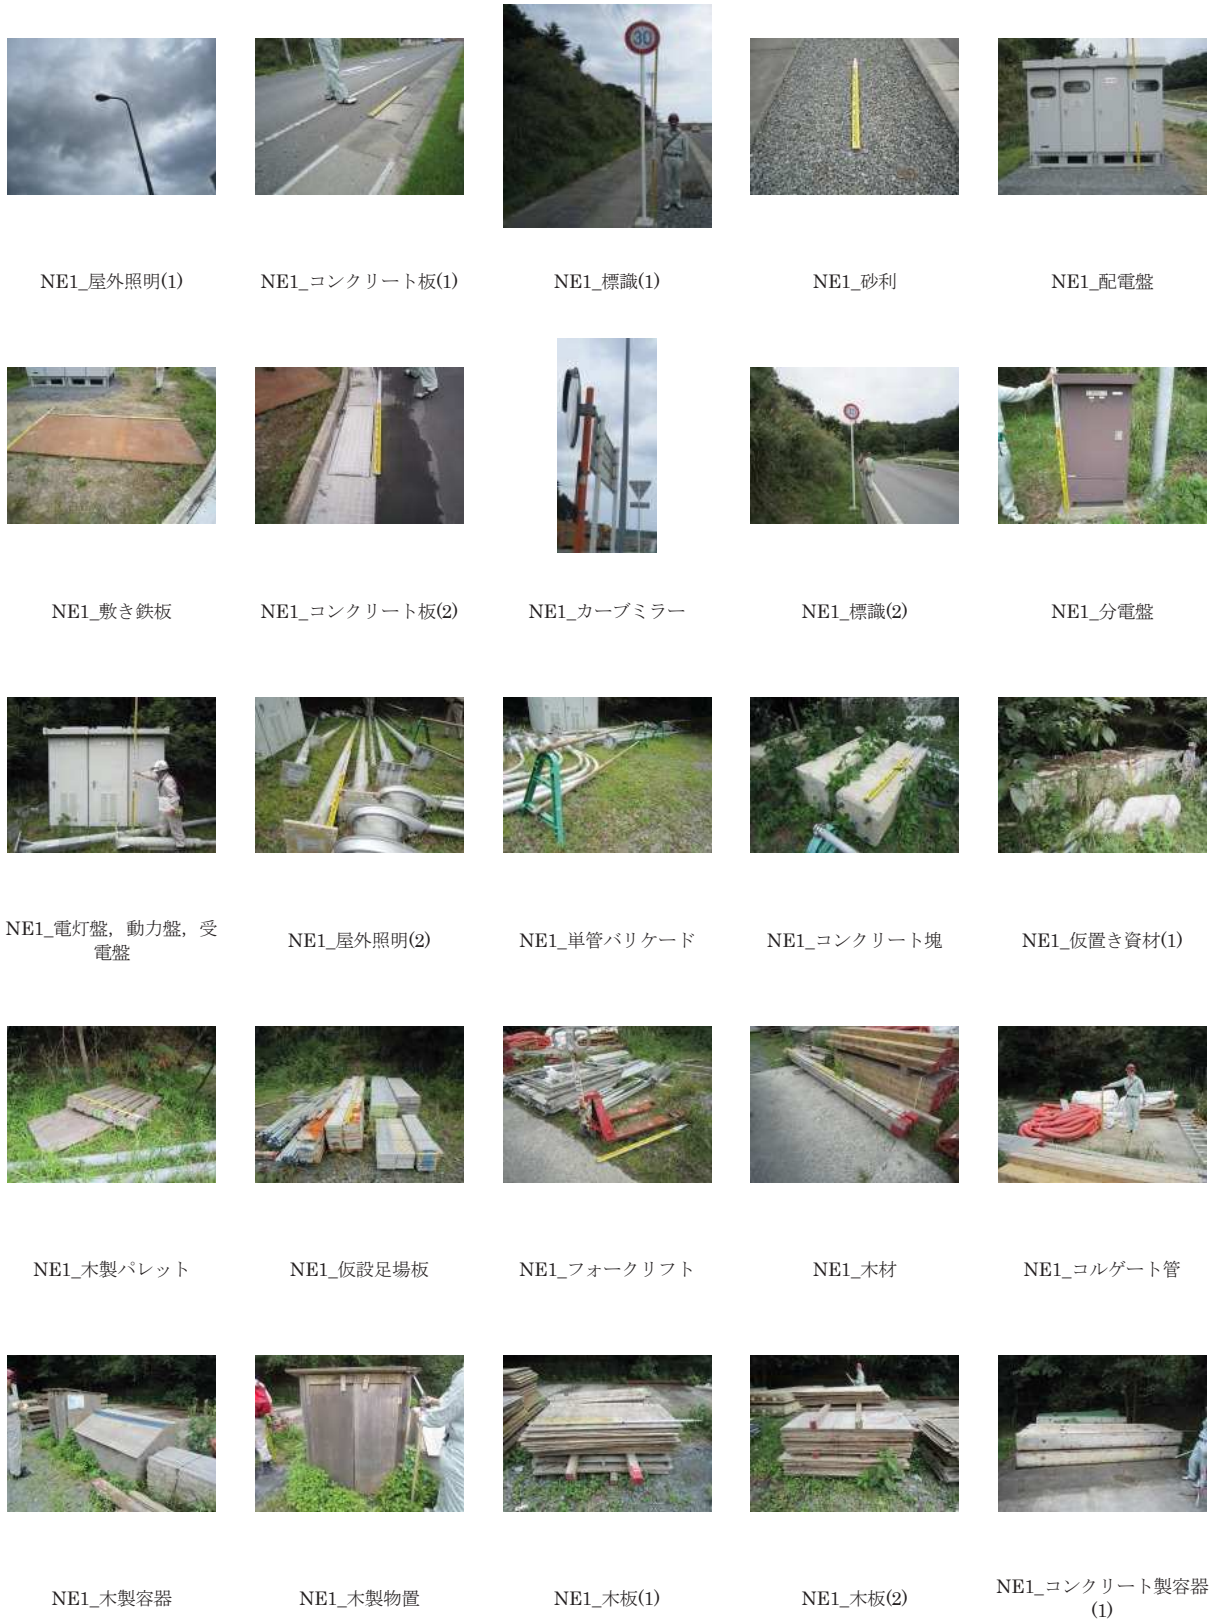 30
NE1_屋外照明(1)
NE1_コンクリート板(1)
NE1_標識(1)
NE1_砂利
NE1_配電盤
NE1_敷き鉄板
NE1_コンクリート板(2)
NE1_カーブミラー
NE1_標識(2)
NE1_分電盤
NE1_電灯盤，動力盤，受
電盤
NE1_屋外照明(2)
NE1_単管バリケード
NE1_コンクリート塊
NE1_仮置き資材(1)
NE1_木製パレット
NE1_仮設足場板
NE1_フォークリフト
NE1_木材
NE1_コルゲート管
NE1_木製容器
NE1_木製物置
NE1_木板(1)
NE1_木板(2)
NE1_コンクリート製容器
(1)